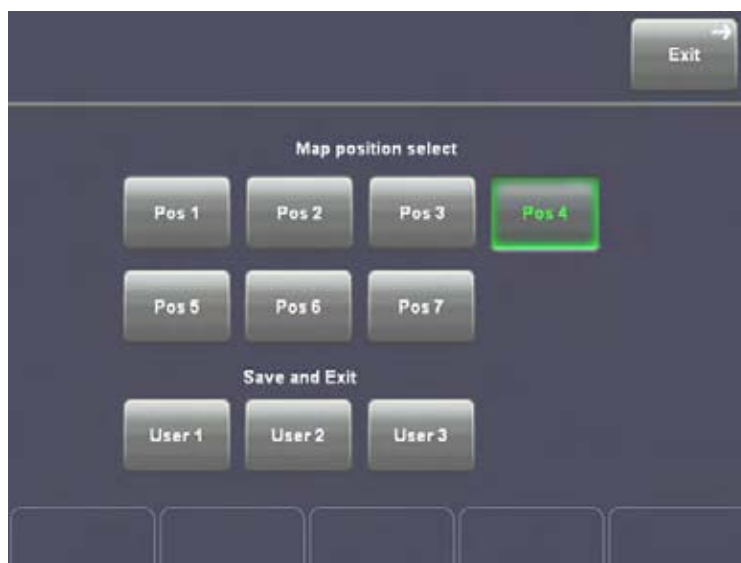 Exit
Map position select
Pos 1 Pos 2 Pos 3 Pos 4
Pos 5 Pos 6 Pos 7
Save and Exit
User 1 User 2 User 3